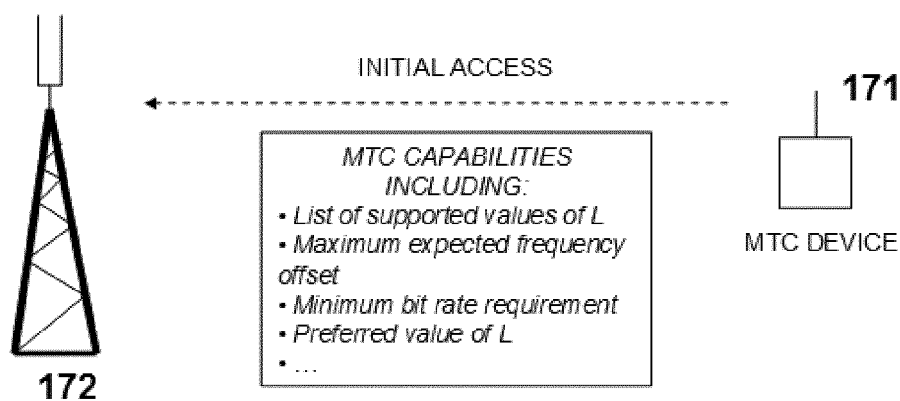 INITIAL ACCESS
171
MTC CAPABILITIES
INCLUDING:
• List of supported values of L
• Maximum expected frequency
offset
• Minimum bit rate requirement
• Preferred value of L
• ...
MTC DEVICE
172